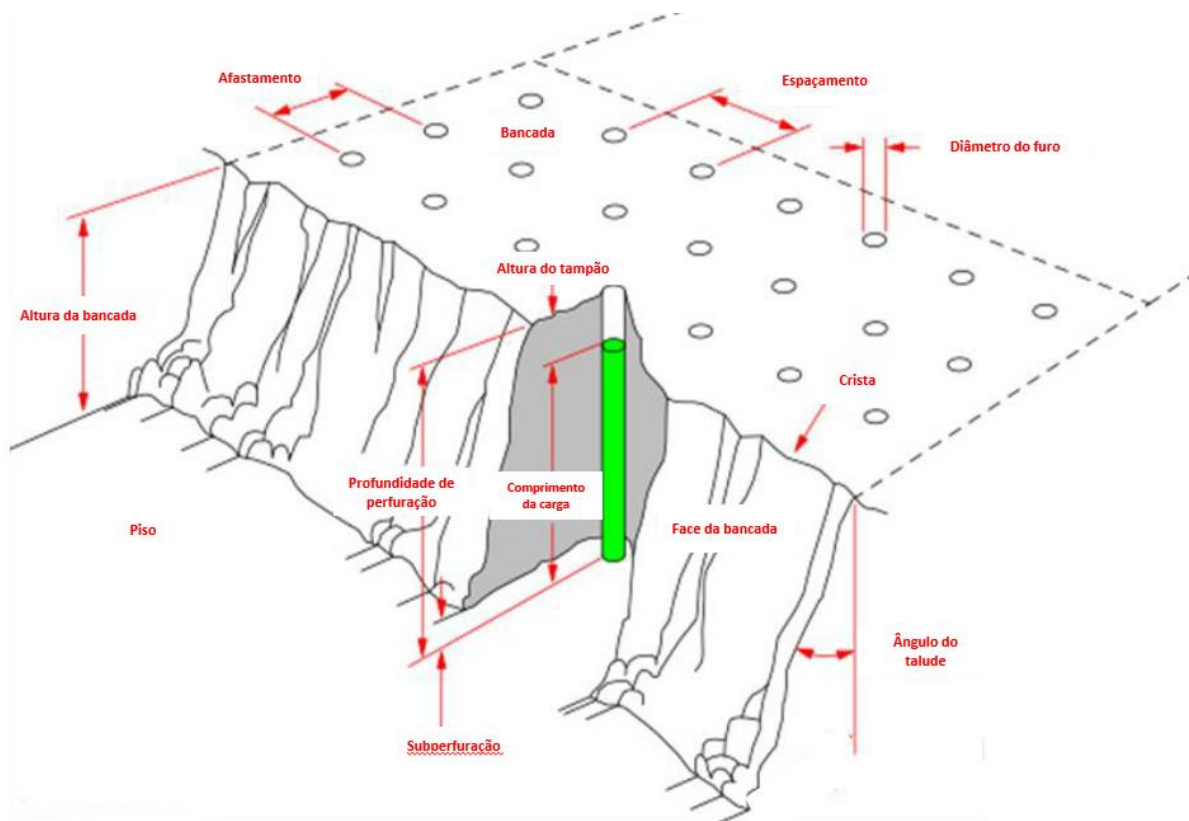 Afastamento
Espaçamento
Bancada
Diâmetro do furo
Altura do tampão
Altura da bancada
Crista
Profundidade de
perfuração
Comprimento
da carga
Piso
Face da bancada
Ângulo do
talude
Subperfuração